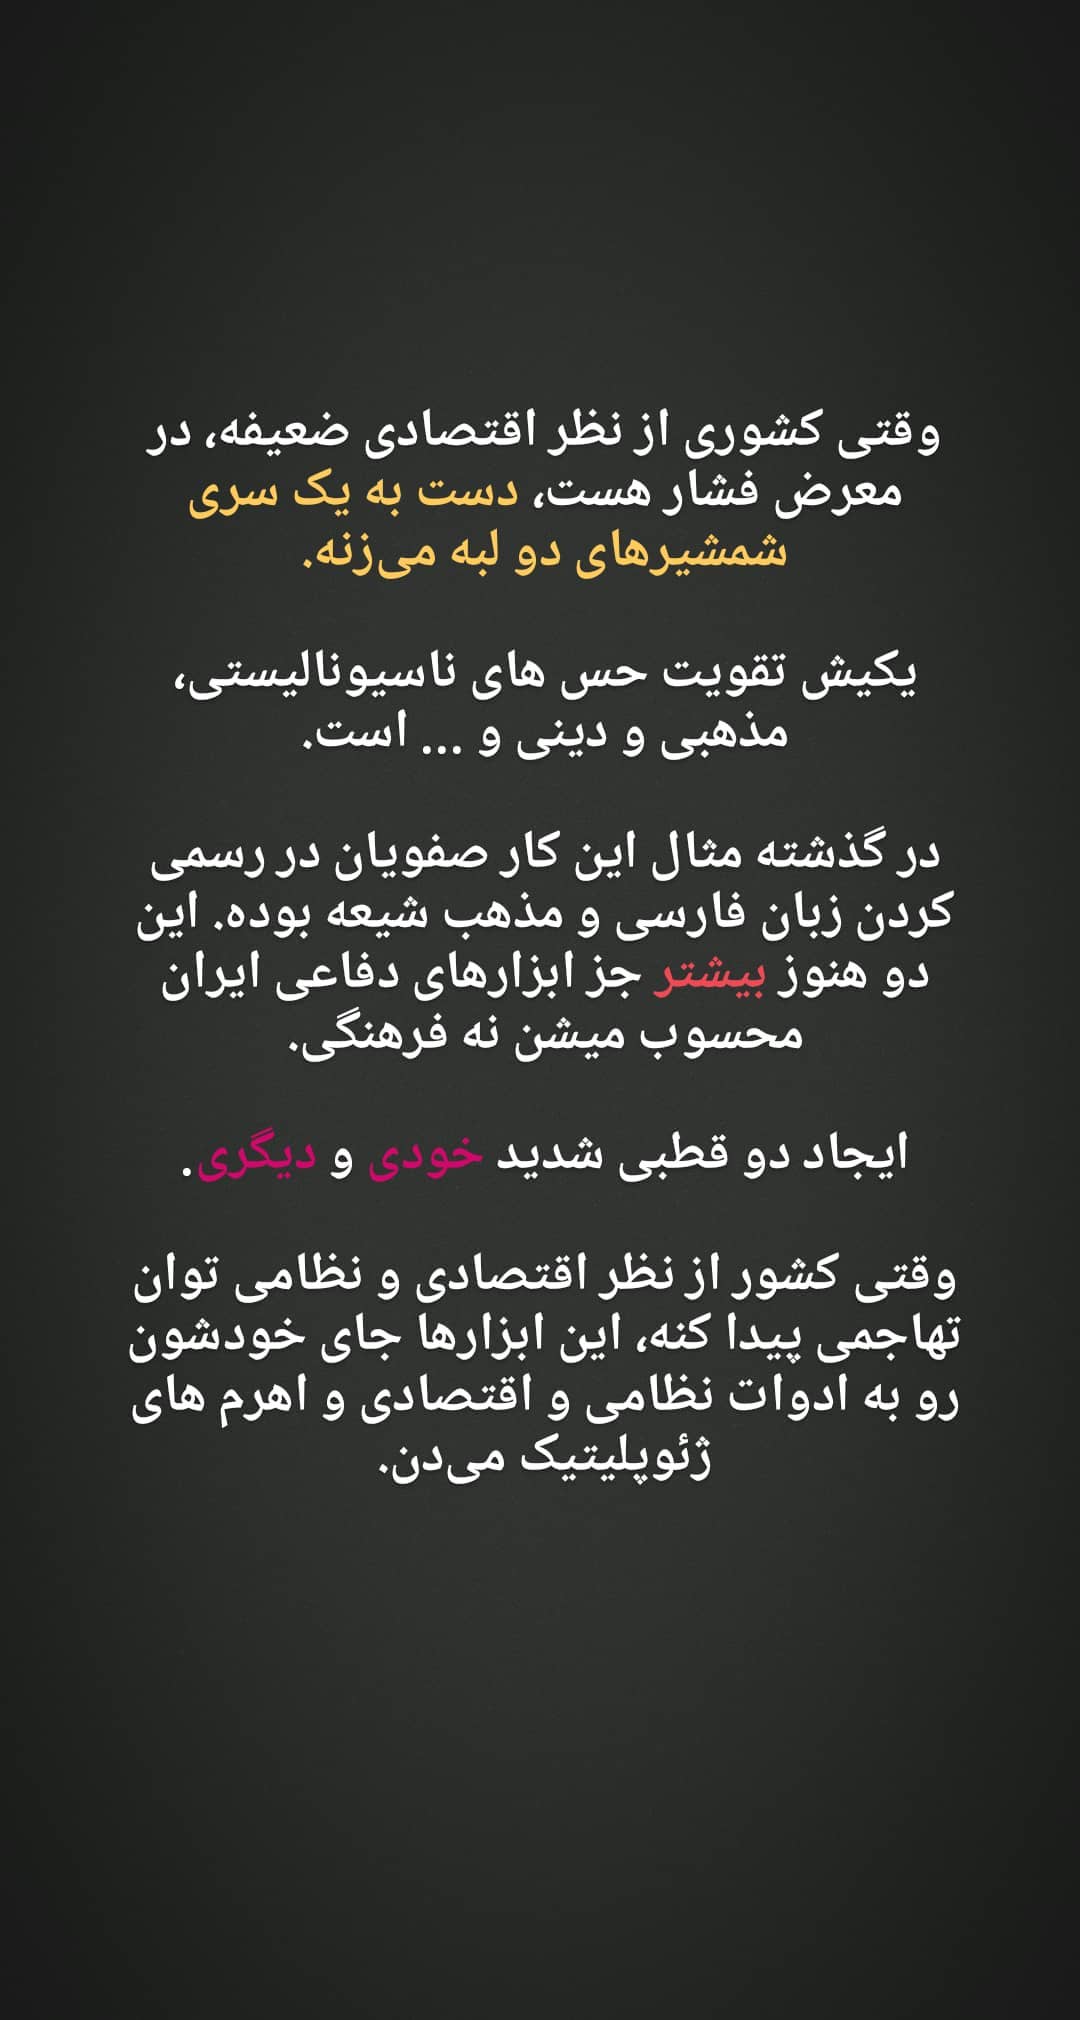 وقتی کشوری از نظر اقتصادی ضعیفه، در
معرض فشار هست، دست به یک سری
شمشیرهای دو لبه می‌زنه.
یکیش تقویت حس های ناسیونالیستی،
مذهبی و دینی و ... است.
در گذشته مثال این کار صفویان در رسمی
کردن زبان فارسی و مذهب شیعه بوده. این
دو هنوز بیشتر جز ابزارهای دفاعی ایران
محسوب میشن نه فرهنگی.
ایجاد دو قطبی شدید خودی و دیگری.
وقتی کشور از نظر اقتصادی و نظامی توان
تهاجمی پیدا کنه، این ابزارها جای خودشون
رو به ادوات نظامی و اقتصادی و اهرم های
ژئوپلیتیک می‌دن.